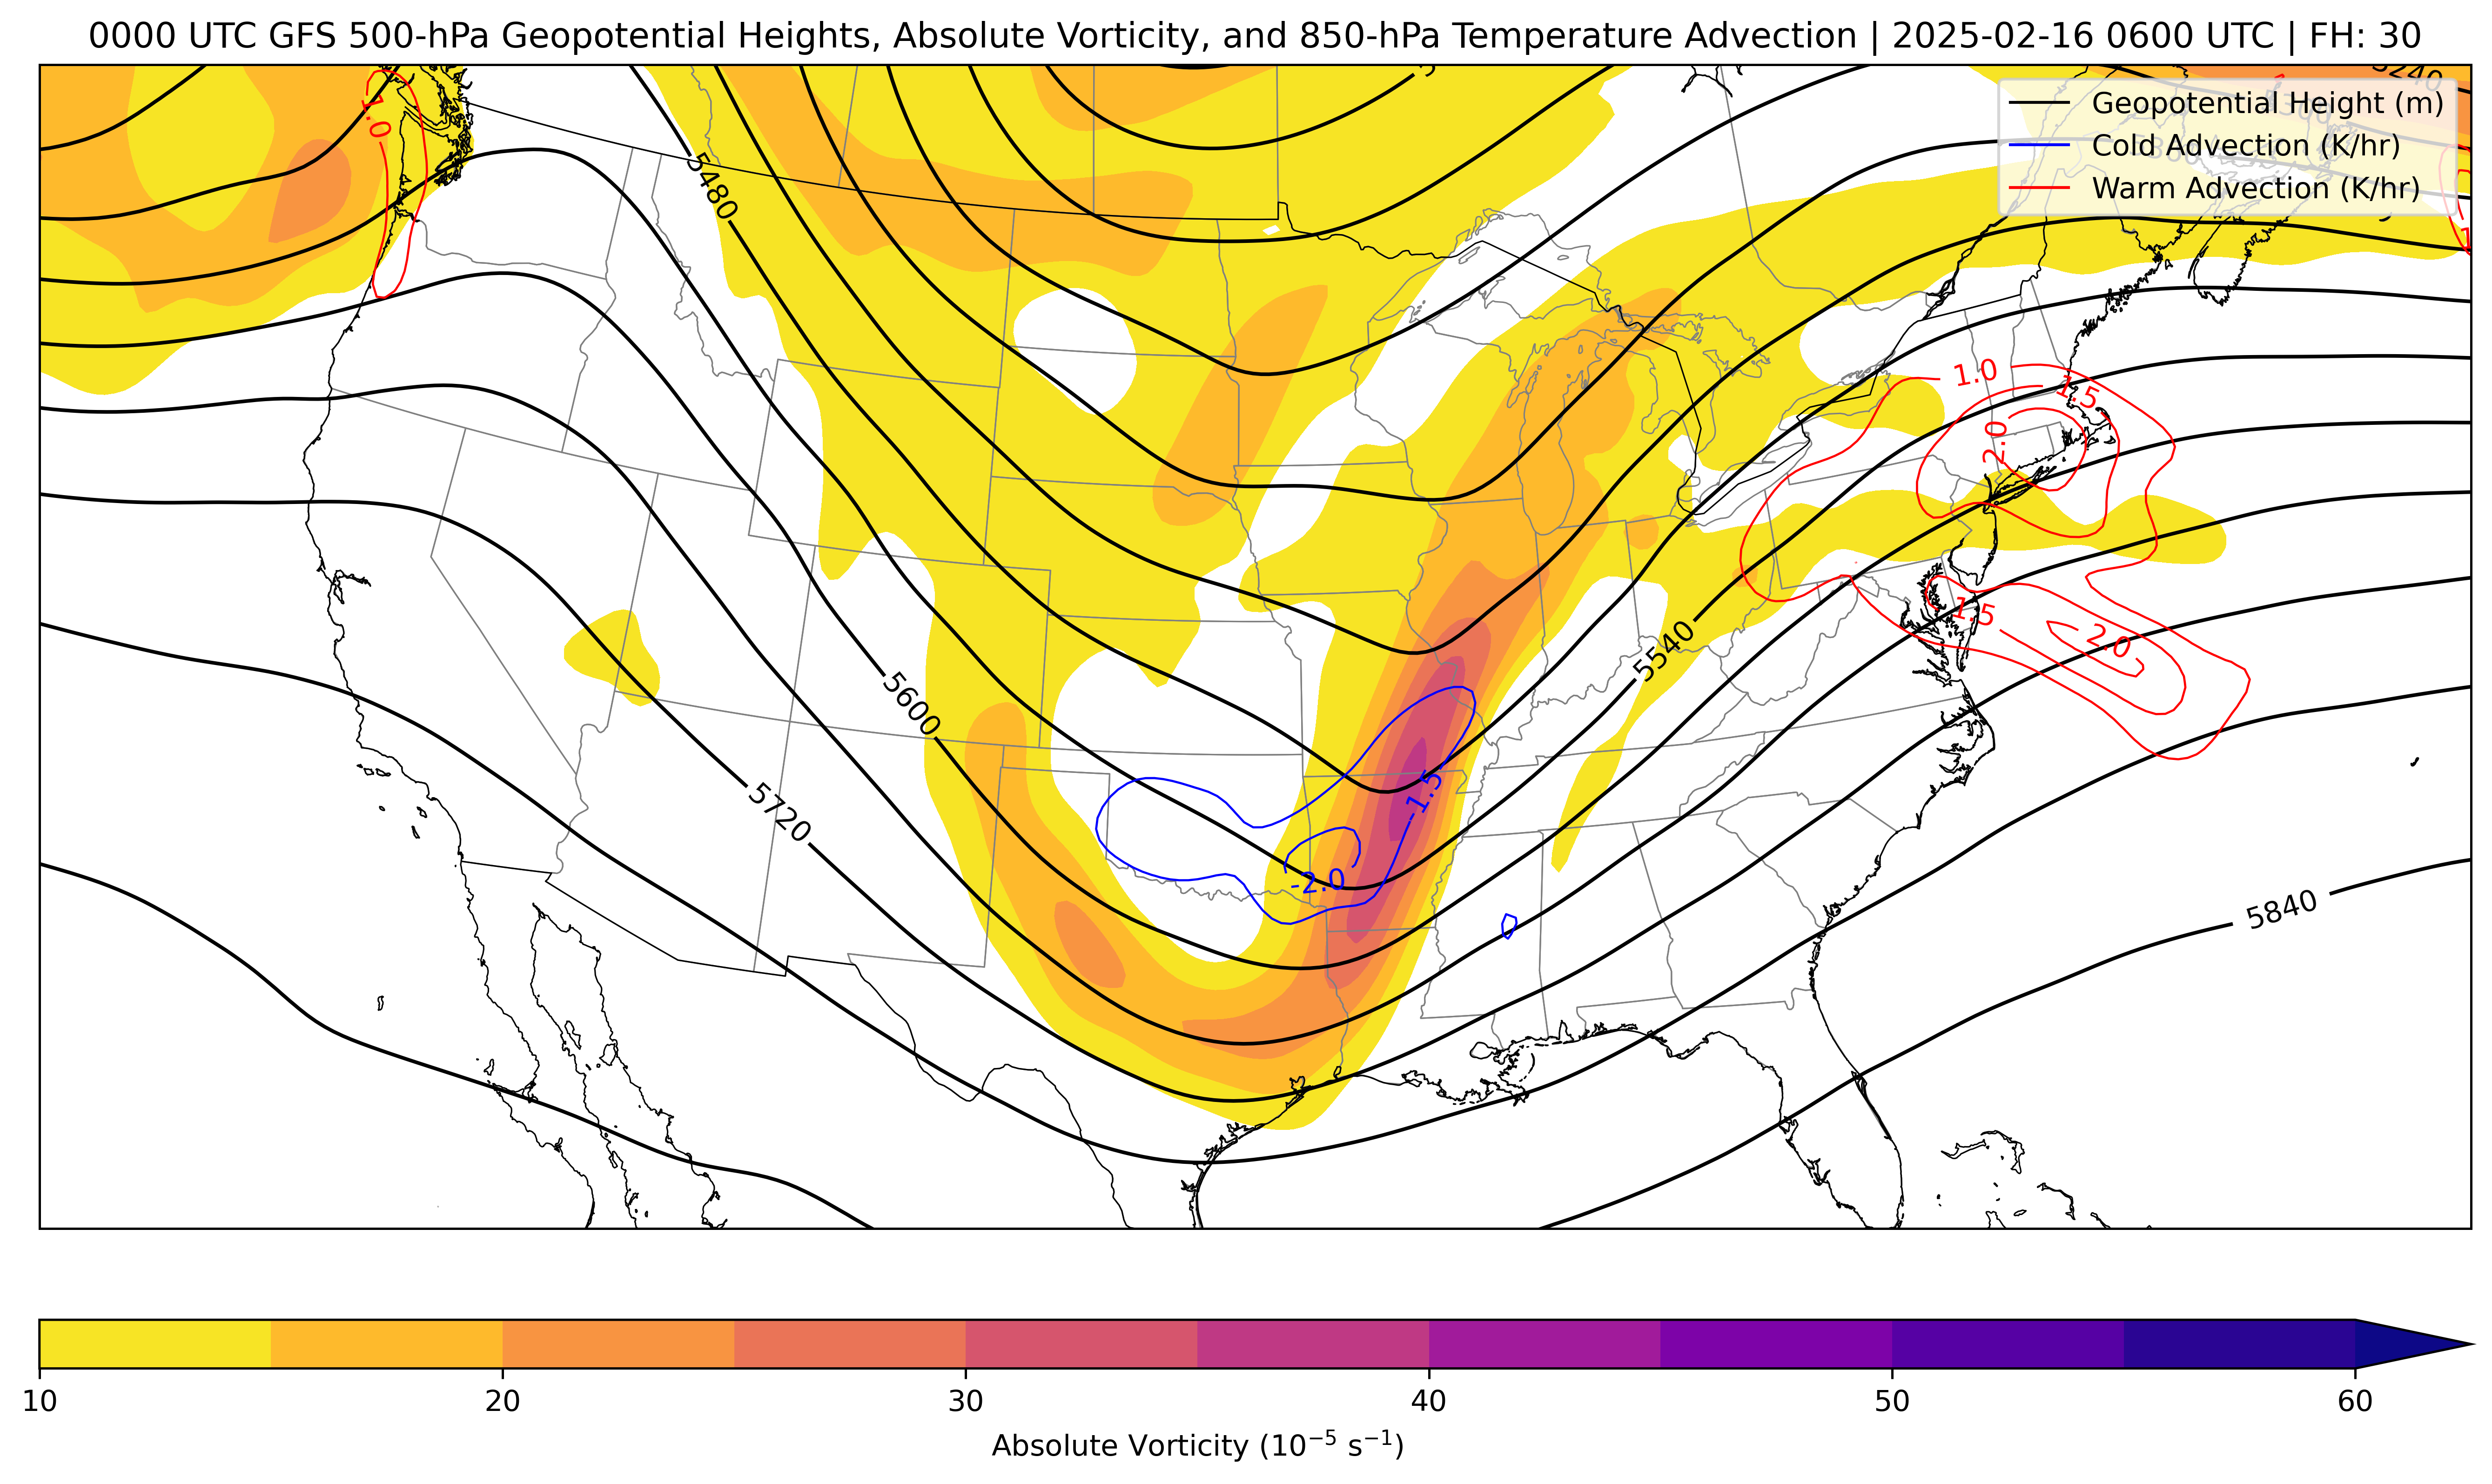 0000 UTC GFS 500-hPa Geopotential Heights, Absolute Vorticity, and 850-hPa Temperature Advection | 2025-02-16 0600 UTC | FH: 30
5240
Geopotential Height (m)
Cold Advection (K/hr)
Warm Advection (K/hr)
1.0
5480
1.0
1.5
2.0
1.5
2.0
5540
5600
5720
-1.5
-2.0
5840
10 20 30 40 50 60
Absolute Vorticity (10⁻⁵ s⁻¹)